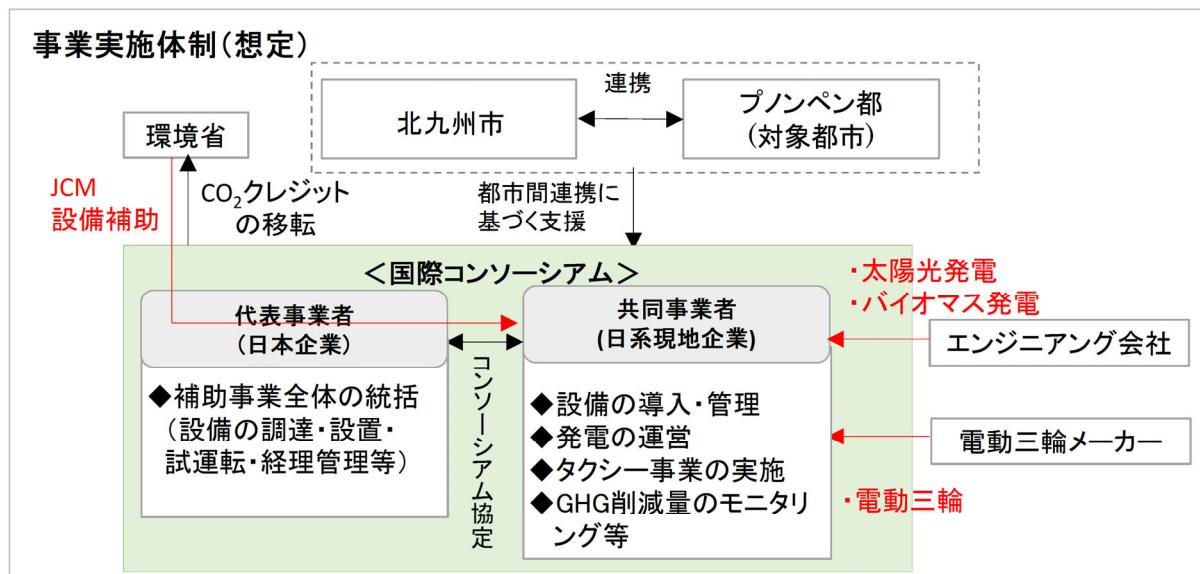 事業実施体制(想定)
連携
北九州市
プノンペン都
(対象都市)
環境省
JCM
設備補助
CO₂クレジット
の移転
都市間連携に
基づく支援
＜国際コンソーシアム＞
代表事業者
(日本企業)
◆補助事業全体の統括
(設備の調達・設置・
試運転・経理管理等)
コンソーシアム協定
共同事業者
(日系現地企業)
◆設備の導入・管理
◆発電の運営
◆タクシー事業の実施
◆GHG削減量のモニタリ
ング等
・太陽光発電
・バイオマス発電
エンジニアング会社
電動三輪メーカー
・電動三輪